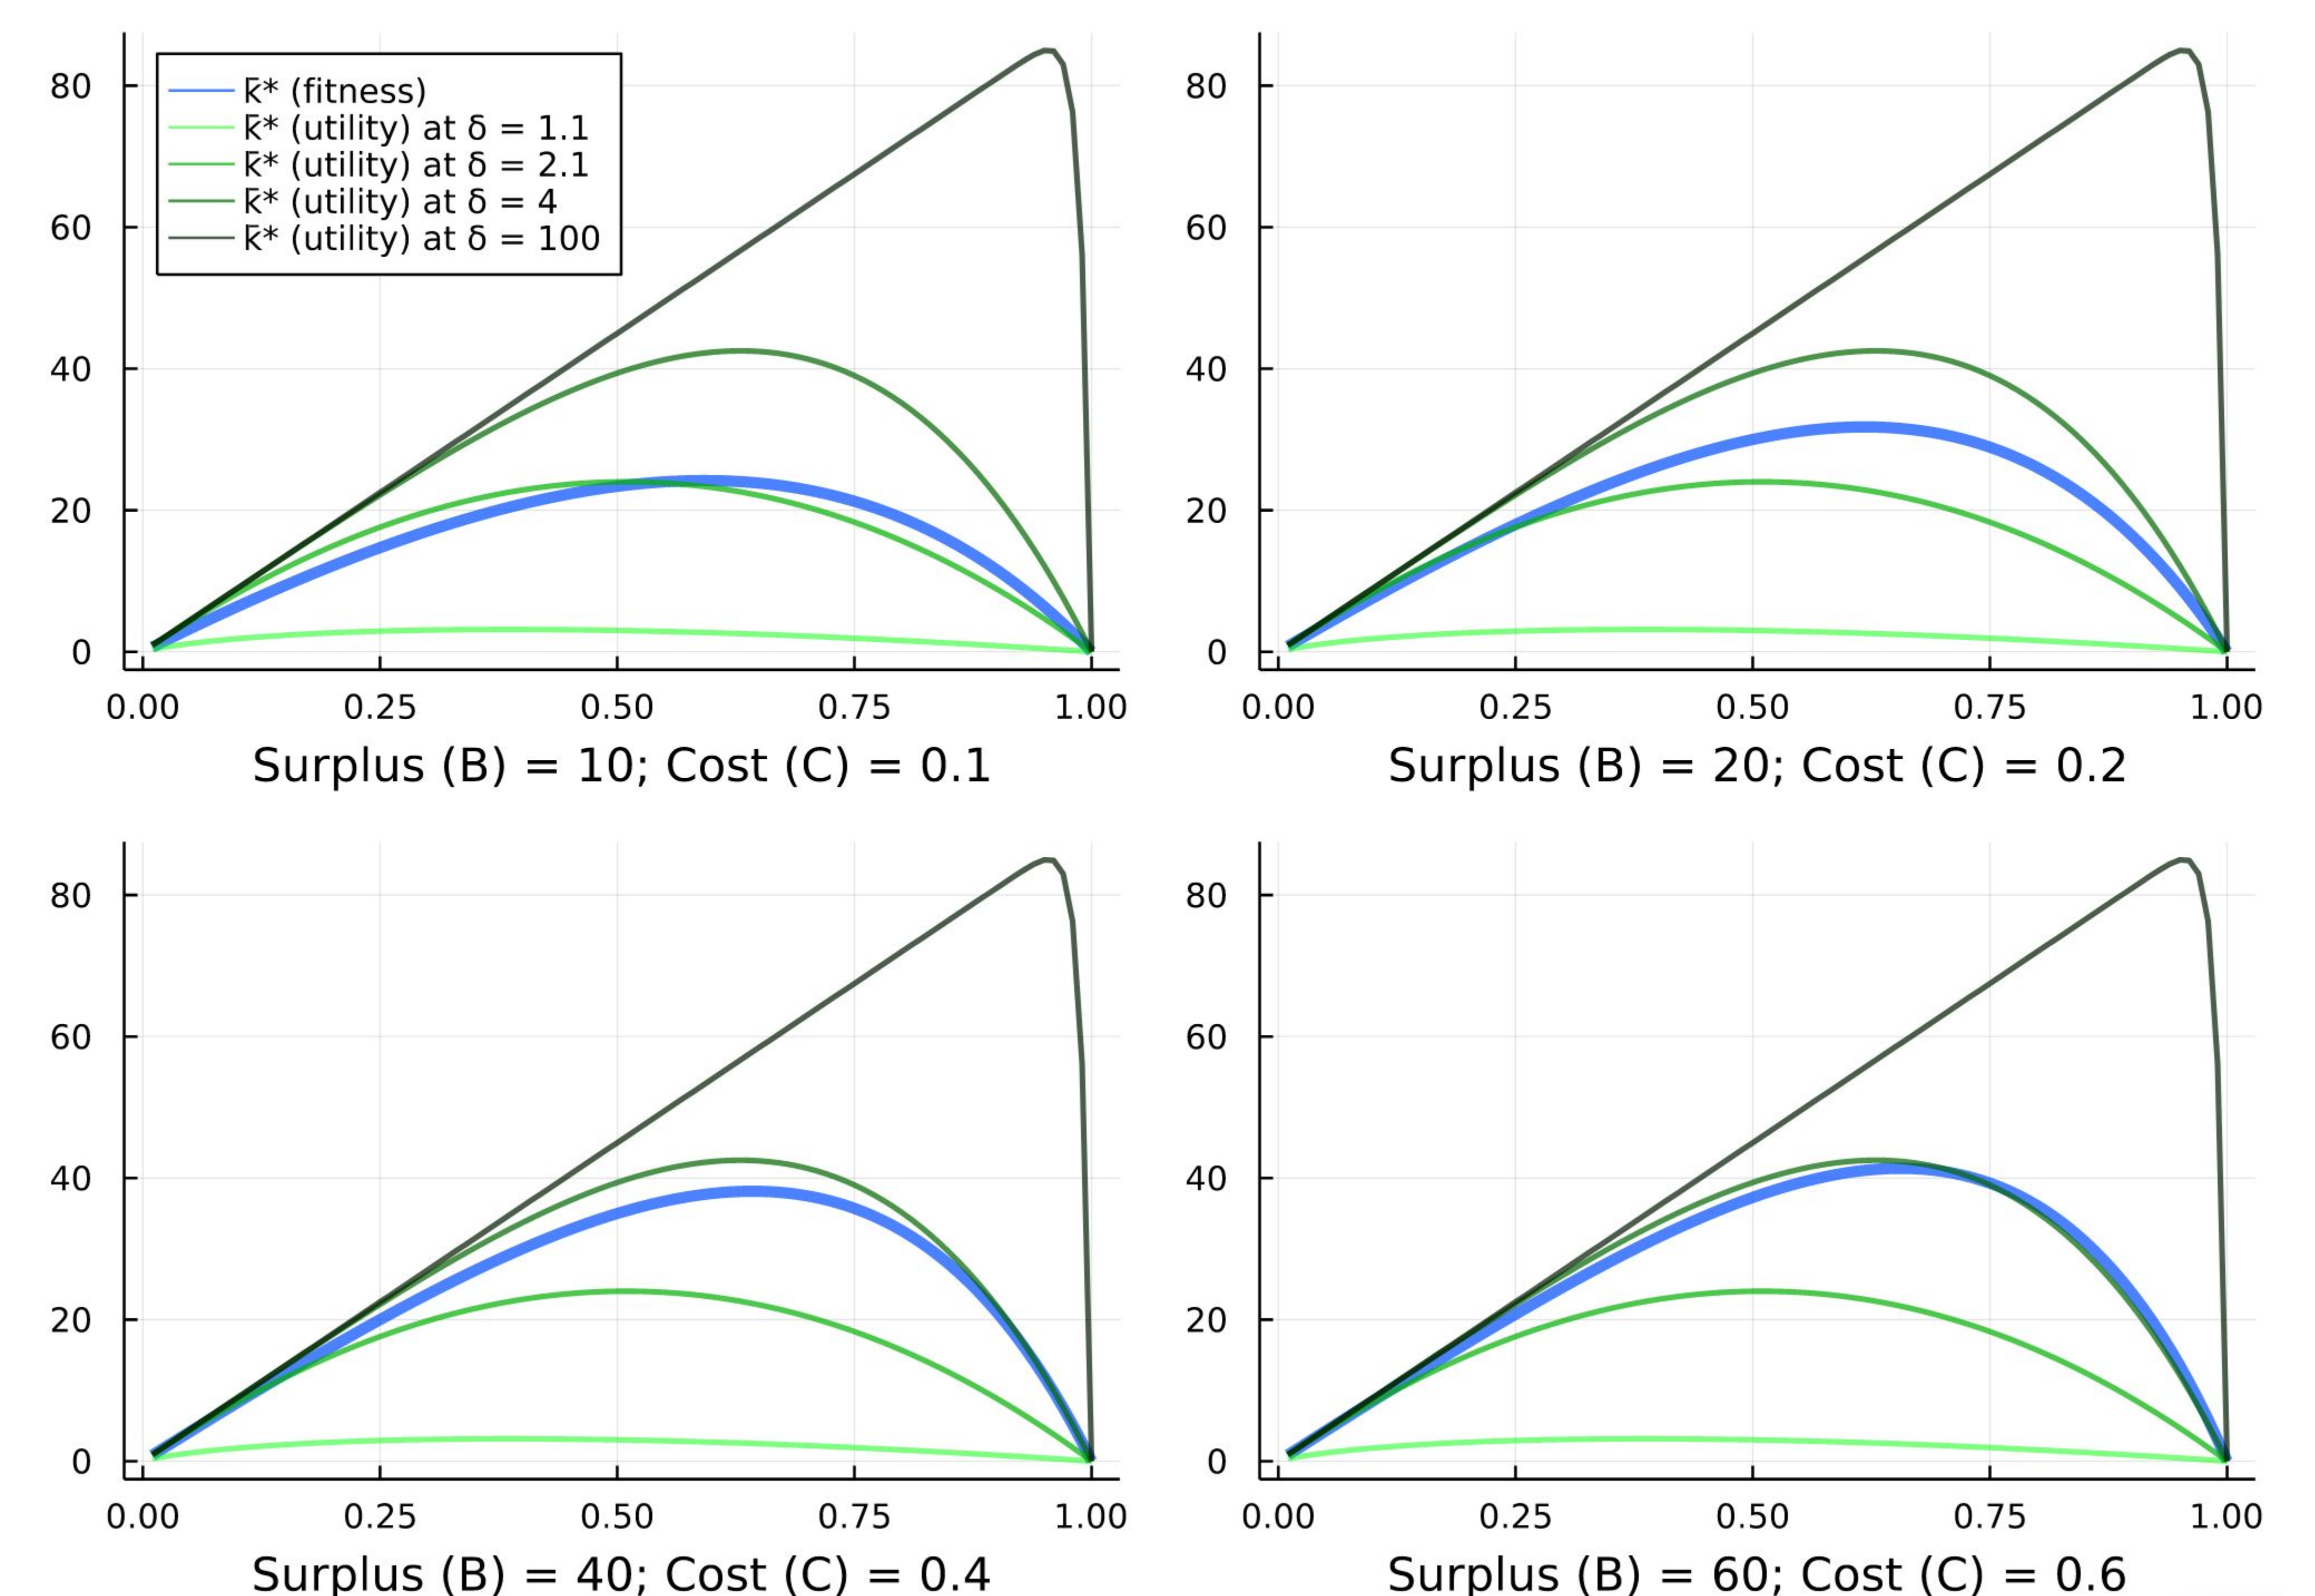 80
60
40
20
0
k̄* (fitness)
k̄* (utility) at δ = 1.1
k̄* (utility) at δ = 2.1
k̄* (utility) at δ = 4
k̄* (utility) at δ = 100
0.00 0.25 0.50 0.75 1.00
Surplus (B) = 10; Cost (C) = 0.1
80
60
40
20
0
0.00 0.25 0.50 0.75 1.00
Surplus (B) = 20; Cost (C) = 0.2
80
60
40
20
0
0.00 0.25 0.50 0.75 1.00
Surplus (B) = 40; Cost (C) = 0.4
80
60
40
20
0
0.00 0.25 0.50 0.75 1.00
Surplus (B) = 60; Cost (C) = 0.6